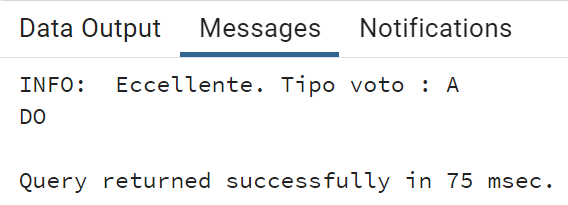 Data Output Messages Notifications
INFO:  Eccellente. Tipo voto : A
DO
Query returned successfully in 75 msec.